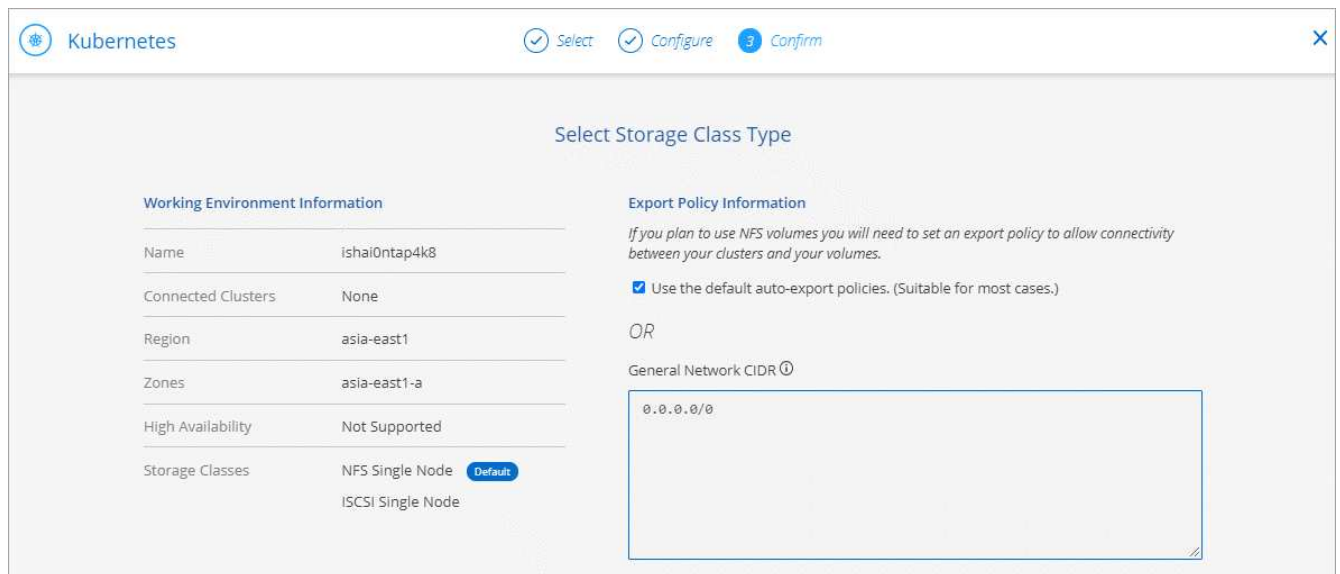 Kubernetes
Select
Configure
3 Confirm
Select Storage Class Type
Working Environment Information
Name ishai0ntap4k8
Connected Clusters None
Region asia-east1
Zones asia-east1-a
High Availability Not Supported
Storage Classes NFS Single Node Default
ISCSI Single Node
Export Policy Information
If you plan to use NFS volumes you will need to set an export policy to allow connectivity
between your clusters and your volumes.
Use the default auto-export policies. (Suitable for most cases.)
OR
General Network CIDR
0.0.0.0/0